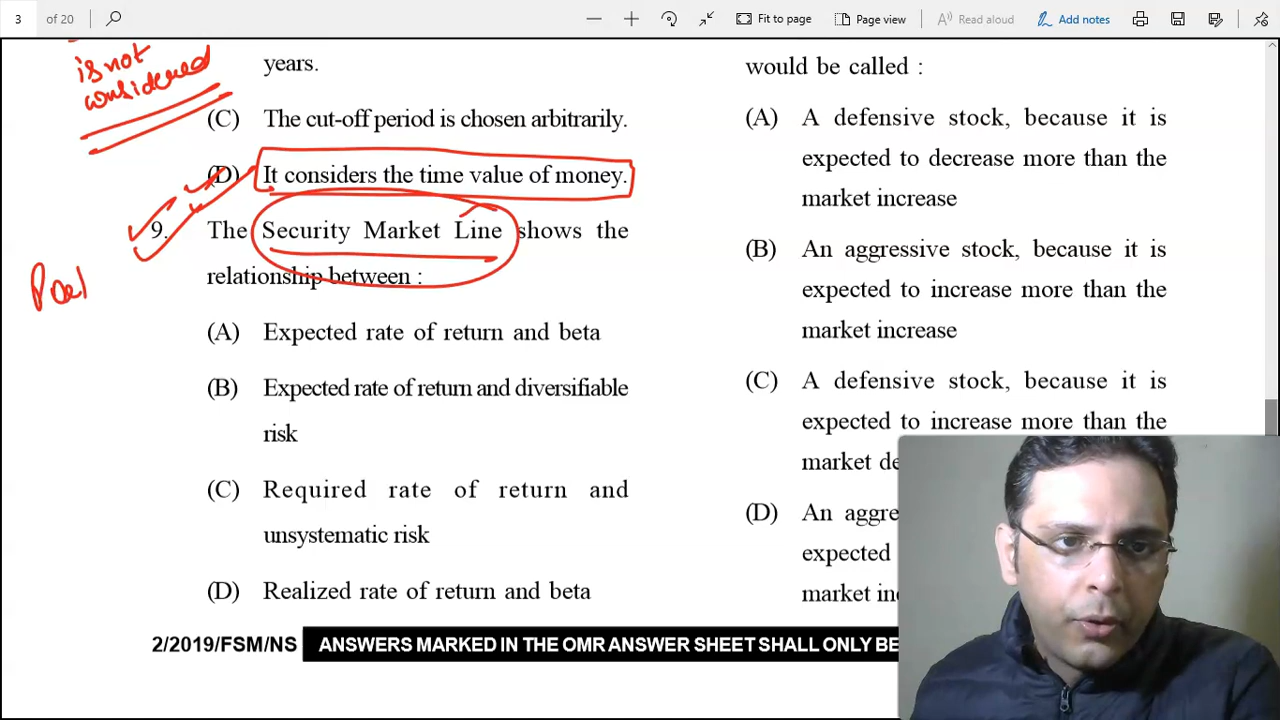 3
of 20
Fit to page
Page view
Read aloud
Add notes
is not
considered
years.
(C) The cut-off period is chosen arbitrarily.
(D) It considers the time value of money.
9. The Security Market Line shows the
relationship between :
(A) Expected rate of return and beta
(B) Expected rate of return and diversifiable
risk
(C) Required rate of return and
unsystematic risk
(D) Realized rate of return and beta
would be called :
(A) A defensive stock, because it is
expected to decrease more than the
market increase
(B) An aggressive stock, because it is
expected to increase more than the
market increase
(C) A defensive stock, because it is
expected to increase more than the
market de
(D) An aggre
expected
market in
2/2019/FSM/NS
ANSWERS MARKED IN THE OMR ANSWER SHEET SHALL ONLY BE